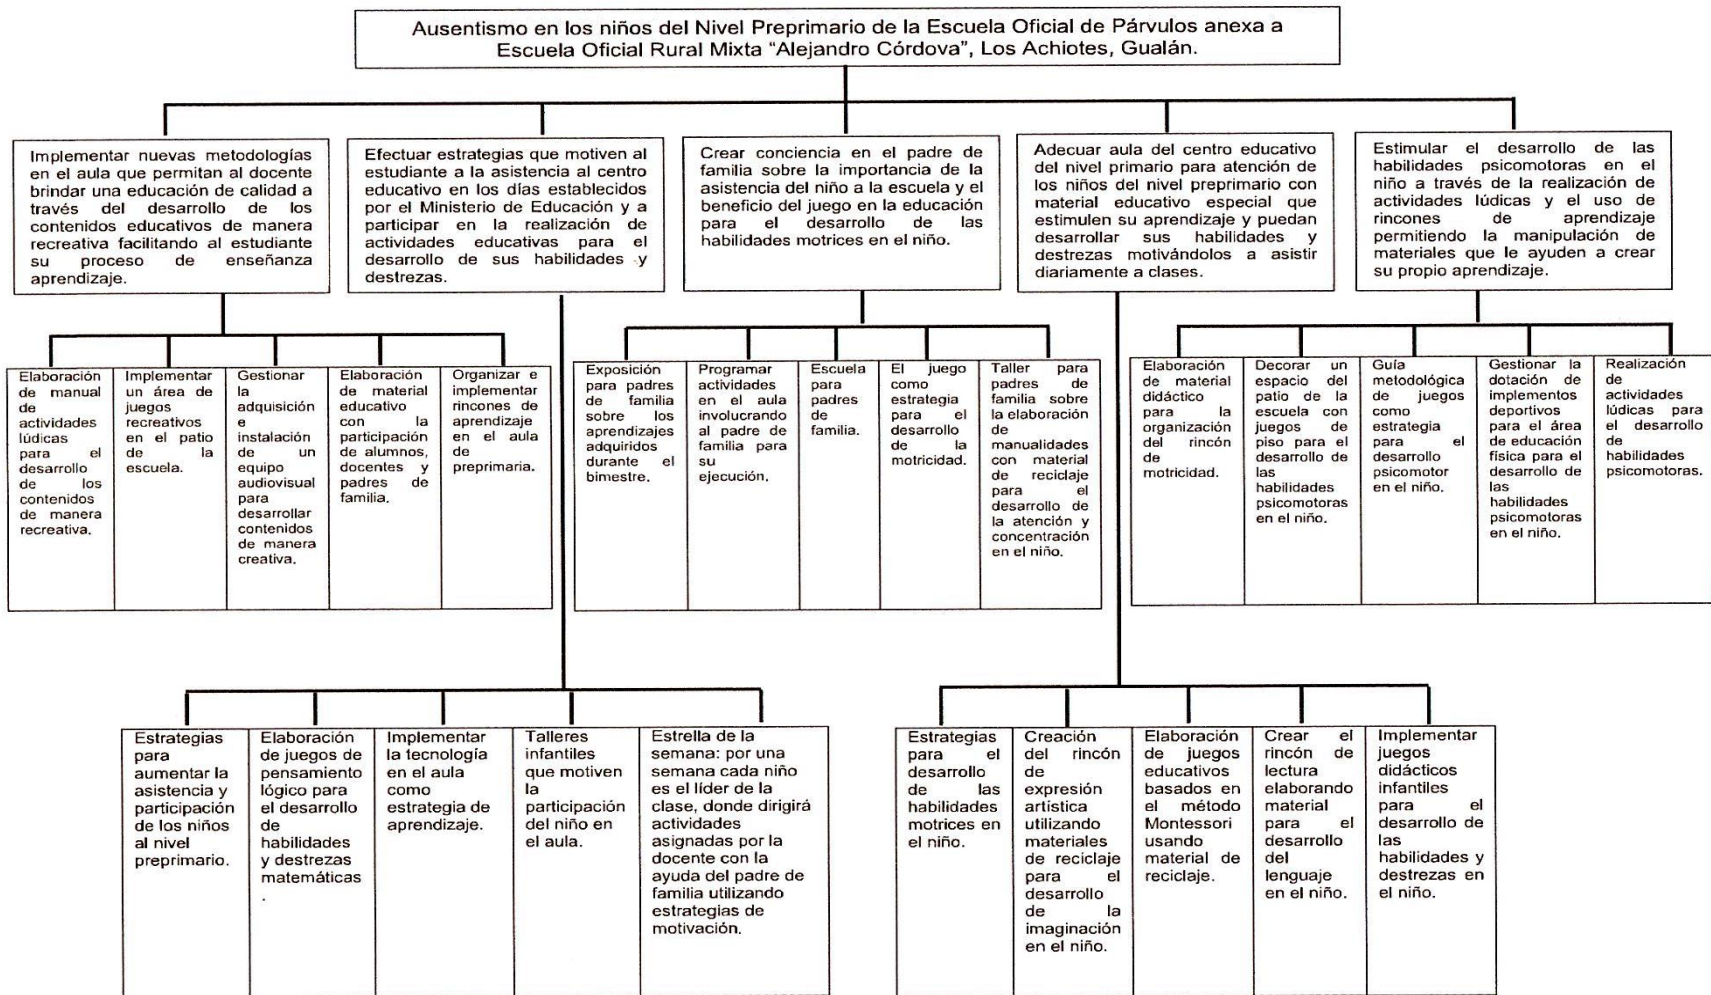 Ausentismo en los niños del Nivel Preprimario de la Escuela Oficial de Párvulos anexa a
Escuela Oficial Rural Mixta “Alejandro Córdova”, Los Achiotes, Gualán.
Implementar nuevas metodologías
en el aula que permitan al docente
brindar una educación de calidad a
través del desarrollo de los
contenidos educativos de manera
recreativa facilitando al estudiante
su proceso de enseñanza
aprendizaje.
Efectuar estrategias que motiven al
estudiante a la asistencia al centro
educativo en los días establecidos
por el Ministerio de Educación y a
participar en la realización de
actividades educativas para el
desarrollo de sus habilidades y
destrezas.
Crear conciencia en el padre de
familia sobre la importancia de la
asistencia del niño a la escuela y el
beneficio del juego en la educación
para el desarrollo de las
habilidades motrices en el niño.
Adecuar aula del centro educativo
del nivel primario para atención de
los niños del nivel preprimario con
material educativo especial que
estimulen su aprendizaje y puedan
desarrollar sus habilidades y
destrezas motivándolos a asistir
diariamente a clases.
Estimular el desarrollo de las
habilidades psicomotoras en el
niño a través de la realización de
actividades lúdicas y el uso de
rincones de aprendizaje
permitiendo la manipulación de
materiales que le ayuden a crear
su propio aprendizaje.
Elaboración
de manual
de
actividades
lúdicas
para el
desarrollo
de los
contenidos
de manera
recreativa.
Implementar
un área de
juegos
recreativos
en el patio
de la
escuela.
Gestionar
la
adquisición
e
instalación
de un
equipo
audiovisual
para
desarrollar
contenidos
de manera
creativa.
Elaboración
de material
educativo
con la
participación
de alumnos,
docentes y
padres de
familia.
Organizar e
implementar
rincones de
aprendizaje
en el aula
de
preprimaria.
Exposición
para padres
de familia
sobre los
aprendizajes
adquiridos
durante el
bimestre.
Programar
actividades
en el aula
involucrando
al padre de
familia para
su
ejecución.
Escuela
para
padres
de
familia.
El juego
como
estrategia
para el
desarrollo
de la
motricidad.
Taller para
padres de
familia sobre
la elaboración
de
manualidades
con material
de reciclaje
para el
desarrollo de
la atención y
concentración
en el niño.
Elaboración
de material
didáctico
para la
organización
del rincón de
motricidad.
Decorar un
espacio del
patio de la
escuela con
juegos de
piso para el
desarrollo de
las
habilidades
psicomotoras
en el niño.
Guía
metodológica
de juegos
como
estrategia
para el
desarrollo
psicomotor
en el niño.
Gestionar la
dotación de
implementos
deportivos
para el área
de educación
física para el
desarrollo de
las
habilidades
psicomotoras
en el niño.
Realización
de
actividades
lúdicas para
el desarrollo
de
habilidades
psicomotoras.
Estrategias
para
aumentar la
asistencia y
participación
de los niños
al nivel
preprimario.
Elaboración
de juegos de
pensamiento
lógico para
el desarrollo
de
habilidades
y destrezas
matemáticas
.
Implementar
la tecnología
en el aula
como
estrategia de
aprendizaje.
Talleres
infantiles
que motiven
la
participación
del niño en
el aula.
Estrella de la
semana: por una
semana cada niño
es el líder de la
clase, donde dirigirá
actividades
asignadas por la
docente con la
ayuda del padre de
familia utilizando
estrategias de
motivación.
Estrategias
para el
desarrollo
de las
habilidades
motrices en
el niño.
Creación
del rincón
de
expresión
artística
utilizando
materiales
de reciclaje
para el
desarrollo
de la
imaginación
en el niño.
Elaboración
de juegos
educativos
basados en
el método
Montessori
usando
material de
reciclaje.
Crear el
rincón de
lectura
elaborando
material
para el
desarrollo
del
lenguaje
en el niño.
Implementar
juegos
didácticos
infantiles
para el
desarrollo de
las
habilidades y
destrezas en
el niño.